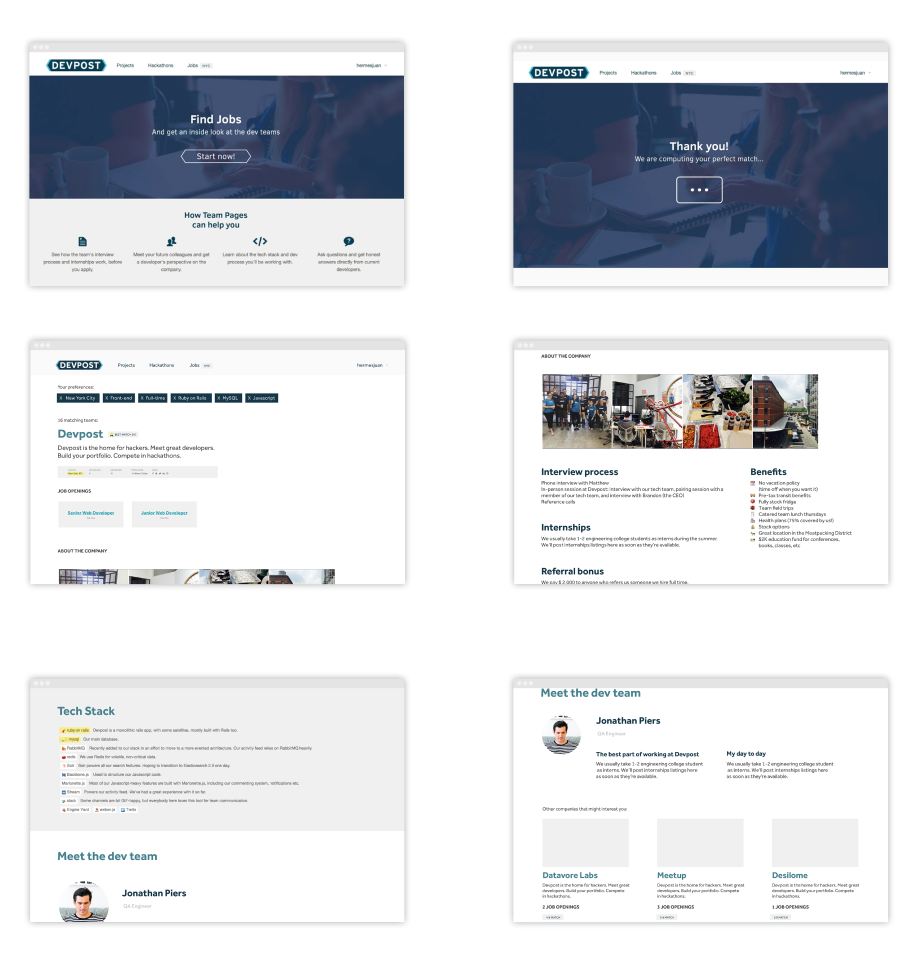 DEVPOST
Projects Hackathons Jobs NYC
hermesjuan
Find Jobs
And get an inside look at the dev teams
Start now!
How Team Pages
can help you
See how the team's interview
process and internships work, before
you apply.
Meet your future colleagues and get
a developer's perspective on the
company.
Learn about the tech stack and dev
process you'll be working with.
Ask questions and get honest
answers directly from current
developers.
DEVPOST
Projects Hackathons Jobs NYC
hermesjuan
Thank you!
We are computing your perfect match...
DEVPOST
Projects Hackathons Jobs NYC
hermesjuan
Your preferences:
X New York City X Front-end X Full-time X Ruby on Rails X MySQL X Javascript
16 matching teams:
Devpost
Devpost is the home for hackers. Meet great developers.
Build your portfolio. Compete in hackathons.
JOB OPENINGS
Senior Web Developer
Junior Web Developer
ABOUT THE COMPANY
ABOUT THE COMPANY
Interview process
Phone interview with Matthew
In-person session at Devpost: interview with our tech team, pairing session with a
member of our tech team, and interview with Brandon (the CEO)
Reference calls
Internships
We usually take 1-2 engineering college students as interns during the summer.
We'll post internships listings here as soon as they're available.
Referral bonus
We pay $ 2,000 to anyone who refers us someone we hire full time.
Benefits
No vacation policy
(time off when you want it)
Pre-tax transit benefits
Fully stock fridge
Team field trips
Catered team lunch thursdays
Health plans (75% covered by us!)
Stock options
Great location in the Meatpacking District
$2K education fund for conferences,
books, classes, etc
Tech Stack
ruby on rails Devpost is a monolithic rails app, with some satellites, mostly built with Rails too.
mysql Our main database.
RabbitMQ Recently added to our stack in an effort to move to a more evented architecture. Our activity feed relies on RabbitMQ heavily.
redis We use Redis for volatile, non-critical data.
Solr Solr powers all our search features. Hoping to transition to Elasticsearch 2.0 one day.
Backbone.js Used to structure our Javascript code.
Marionette.js Most of our Javascript-heavy features are built with Marionette.js, including our commenting system, notifications etc.
Stream Powers our activity feed. We've had a great experience with it so far.
slack Some channels are bit GIF-happy, but everybody here loves this tool for team communication.
Engine Yard ember.js Trello
Meet the dev team
Jonathan Piers
QA Engineer
Meet the dev team
Jonathan Piers
QA Engineer
The best part of working at Devpost
We usually take 1-2 engineering college student
as interns. We'll post internships listings here
as soon as they're available.
My day to day
We usually take 1-2 engineering college student
as interns. We'll post internships listings here
as soon as they're available.
Other companies that might interest you:
Datavore Labs
Devpost is the home for hackers. Meet great
developers. Build your portfolio. Compete
in hackathons.
2 JOB OPENINGS
Meetup
Devpost is the home for hackers. Meet great
developers. Build your portfolio. Compete
in hackathons.
3 JOB OPENINGS
Desilome
Devpost is the home for hackers. Meet great
developers. Build your portfolio. Compete
in hackathons.
1 JOB OPENINGS